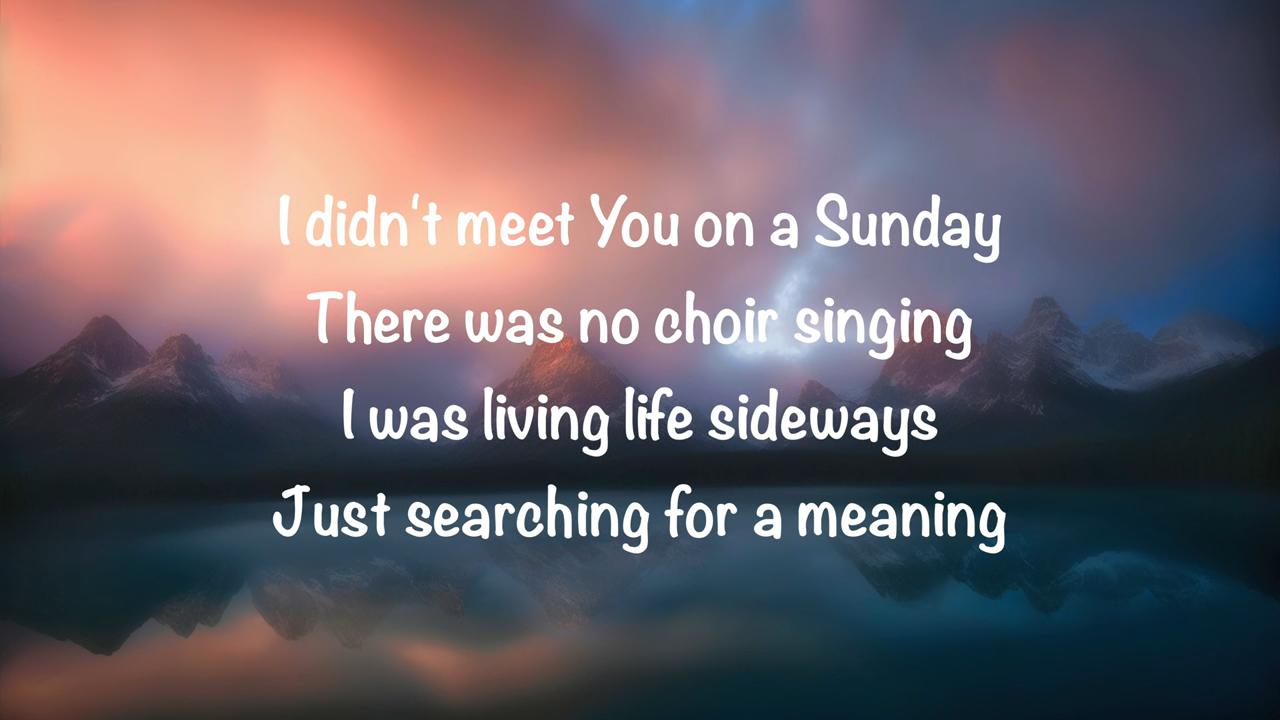 I didn't meet You on a Sunday
There was no choir singing
I was living life sideways
Just searching for a meaning